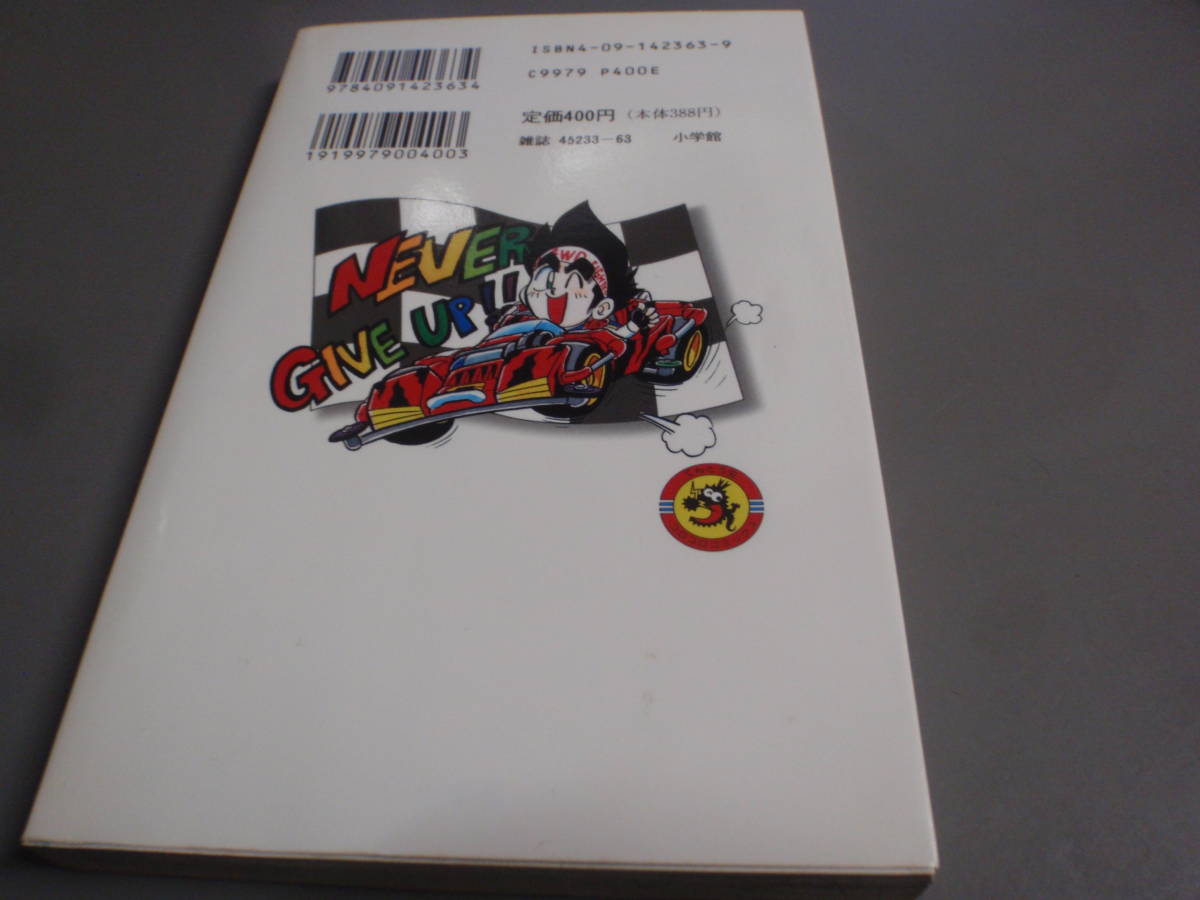 ISBN4-09-142363-9
9784091423634
C9979 P400E
定価400円（本体388円）
1919979004003
雑誌 45233-63 小学館
NEVER
GIVE UP!!